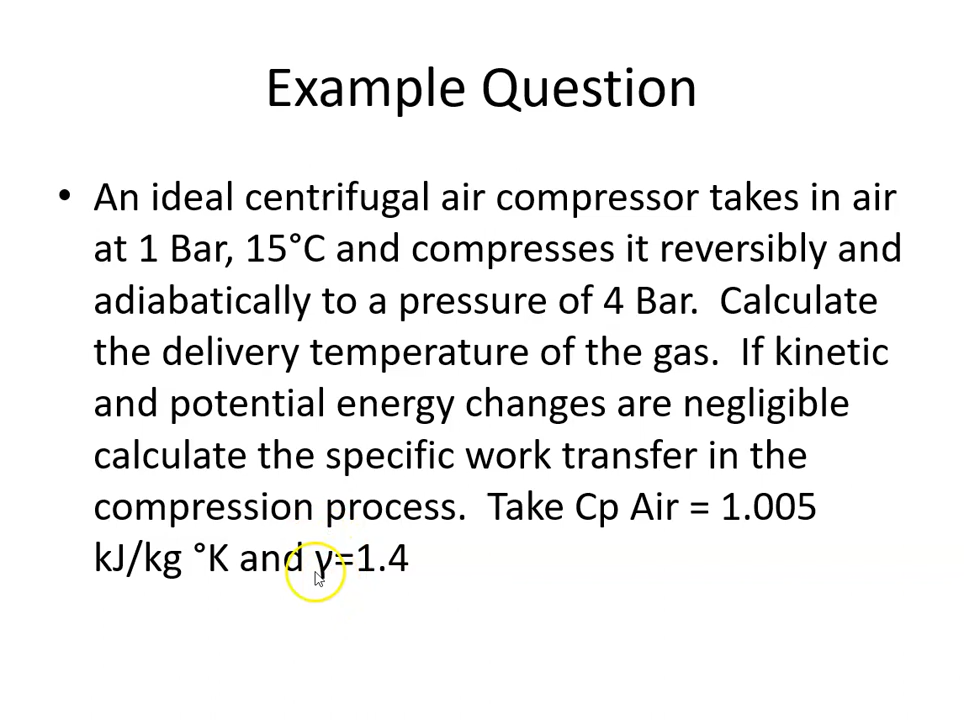 Example Question
• An ideal centrifugal air compressor takes in air
at 1 Bar, 15°C and compresses it reversibly and
adiabatically to a pressure of 4 Bar.  Calculate
the delivery temperature of the gas.  If kinetic
and potential energy changes are negligible
calculate the specific work transfer in the
compression process.  Take Cp Air = 1.005
kJ/kg °K and γ=1.4